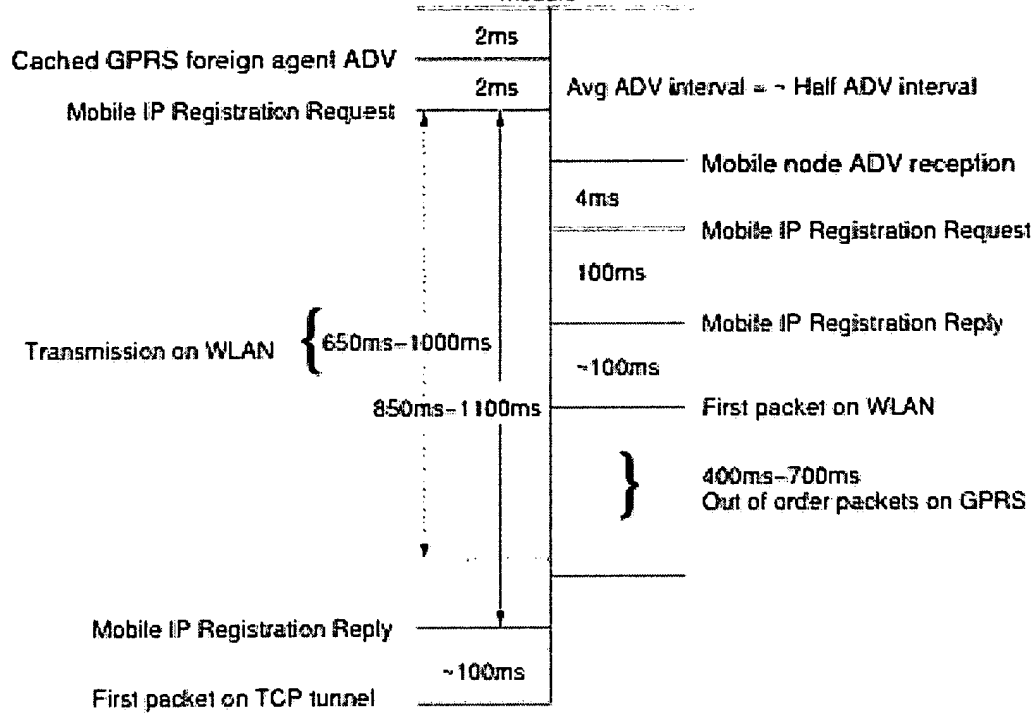 2ms
Cached GPRS foreign agent ADV
2ms
Avg ADV interval = ~ Half ADV interval
Mobile IP Registration Request
Mobile node ADV reception
4ms
Mobile IP Registration Request
100ms
Mobile IP Registration Reply
Transmission on WLAN { 650ms-1000ms
~100ms
850ms-1100ms
First packet on WLAN
} 400ms-700ms
Out of order packets on GPRS
Mobile IP Registration Reply
~100ms
First packet on TCP tunnel